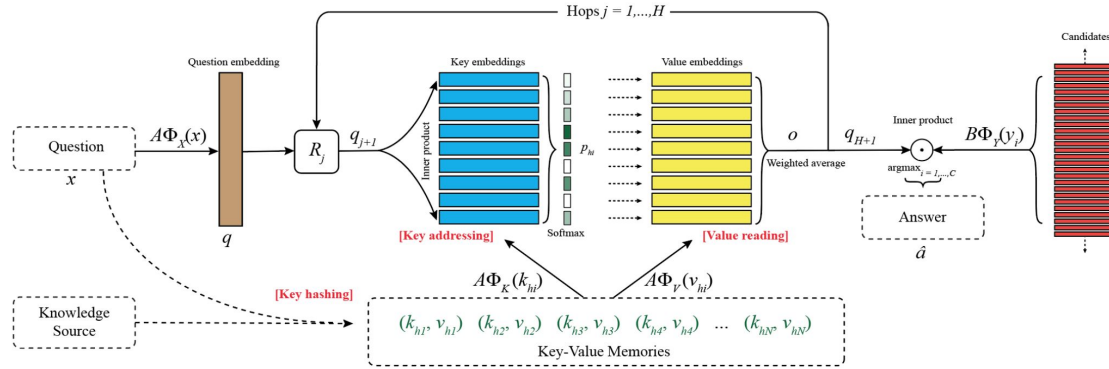 Hops j = 1,...,H
Candidates
Question embedding
Key embeddings
Value embeddings
Question
x
AΦ_X(x)
q
R_j
q_{j+1}
Inner product
p_{hi}
Softmax
o
Weighted average
q_{H+1}
Inner product
argmax_{i = 1,...,C}
BΦ_Y(y_i)
Answer
â
[Key addressing]
[Value reading]
AΦ_K(k_{hi})
AΦ_V(v_{hi})
[Key hashing]
Knowledge
Source
(k_{h1}, v_{h1}) (k_{h2}, v_{h2}) (k_{h3}, v_{h3}) (k_{h4}, v_{h4}) ... (k_{hN}, v_{hN})
Key-Value Memories